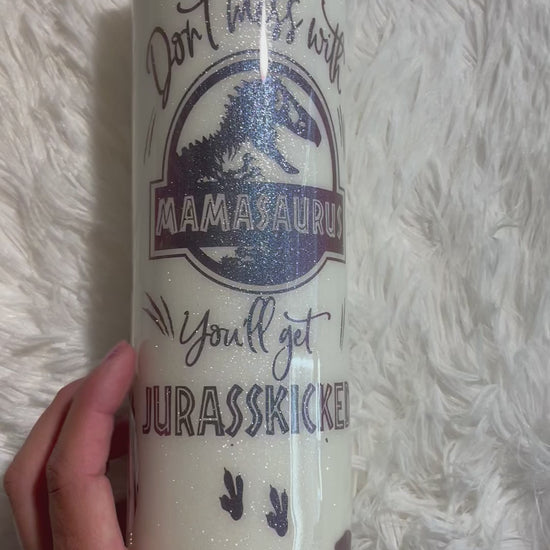 Don't mess with
MAMASAURUS
You'll get
JURASSKICKED